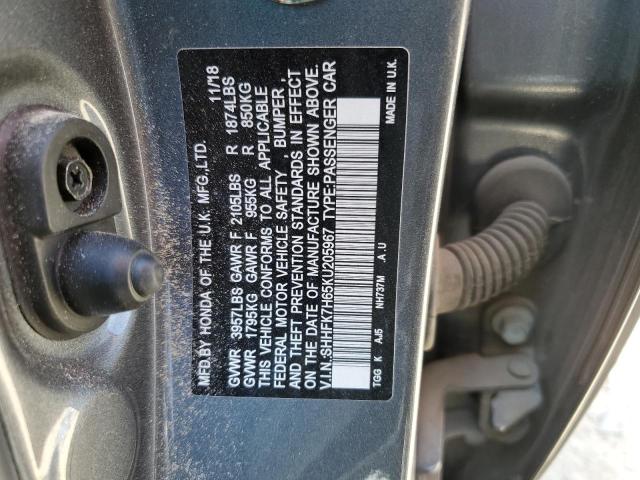 MFD.BY HONDA OF THE U.K. MFG.,LTD. 11/18
GVWR 3957LBS GAWR F 2105LBS R 1874LBS
GVWR 1795KG GAWR F 955KG R 850KG
THIS VEHICLE CONFORMS TO ALL APPLICABLE
FEDERAL MOTOR VEHICLE SAFETY , BUMPER ,
AND THEFT PREVENTION STANDARDS IN EFFECT
ON THE DATE OF MANUFACTURE SHOWN ABOVE.
V.I.N.:SHHFK7H65KU205967 TYPE:PASSENGER CAR
TGG K AJ5 NH737M A U MADE IN U.K.